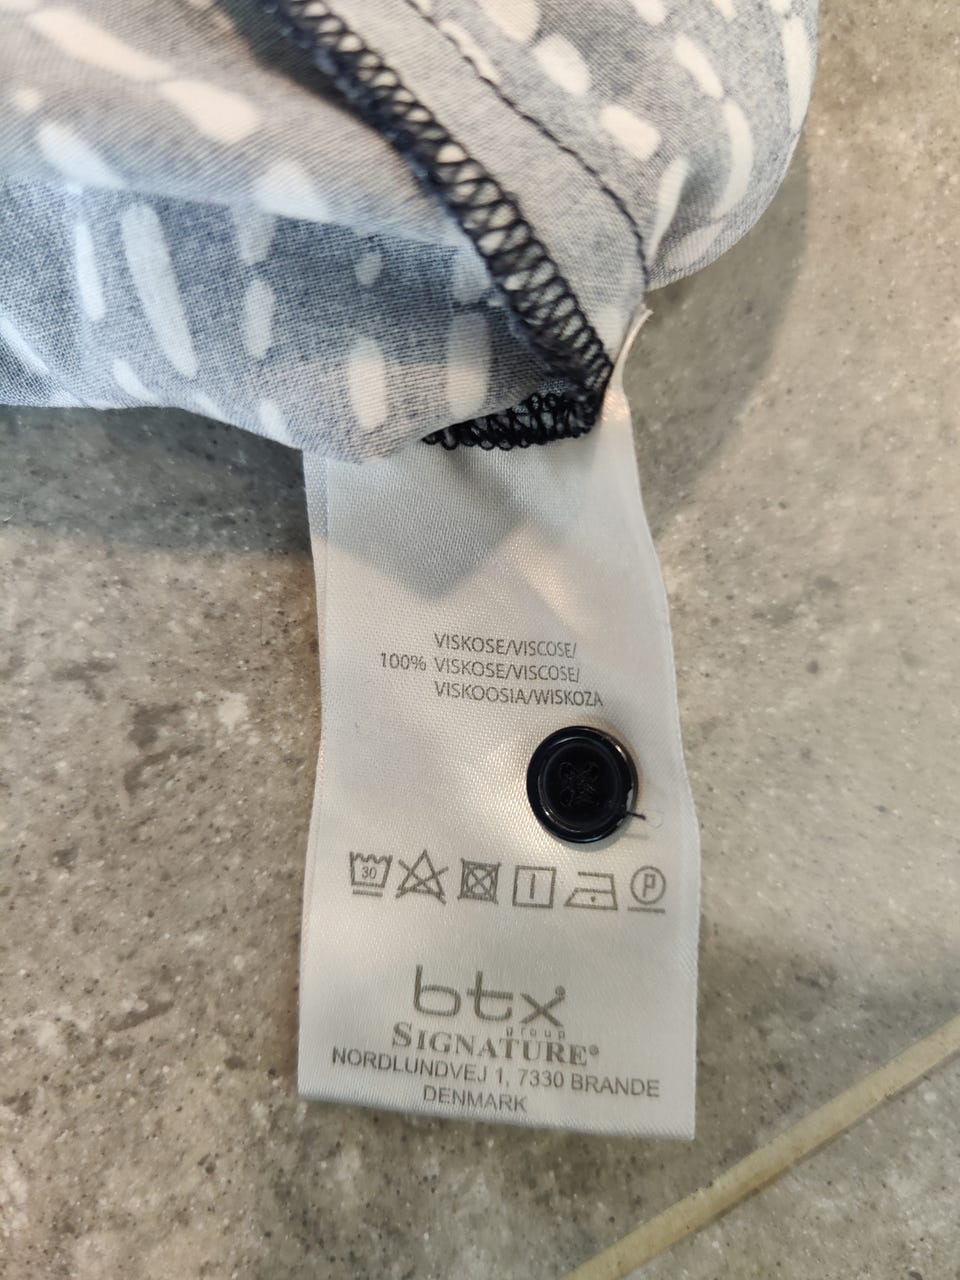 VISKOSE/VISCOSE/
100% VISKOSE/VISCOSE/
VISKOOSIA/WISKOZA
30
P
btx
group
SIGNATURE®
NORDLUNDVEJ 1, 7330 BRANDE
DENMARK